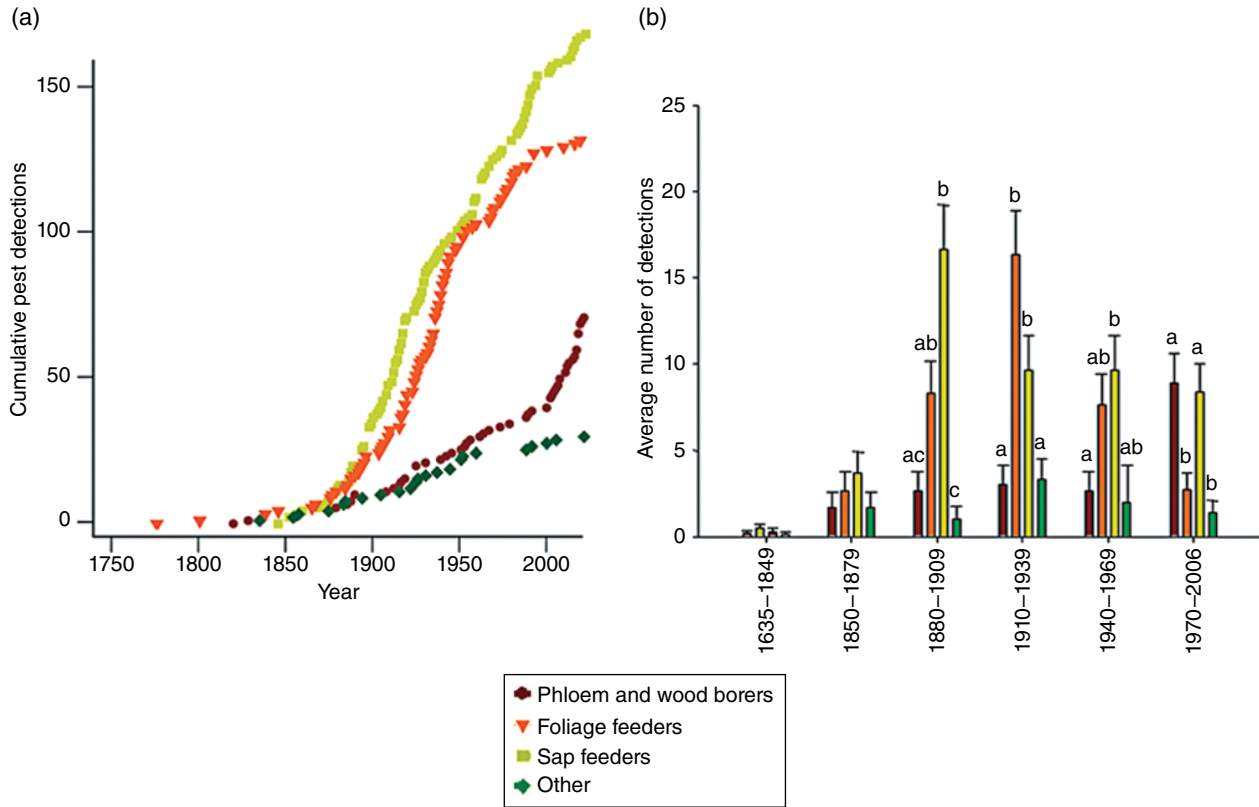 (a)
Cumulative pest detections
150
100
50
0
1750 1800 1850 1900 1950 2000
Year
(b)
Average number of detections
25
20
15
10
5
0
ac ab b c
a b b a
a ab b ab
a b a b
1635–1849
1850–1879
1880–1909
1910–1939
1940–1969
1970–2006
Phloem and wood borers
Foliage feeders
Sap feeders
Other